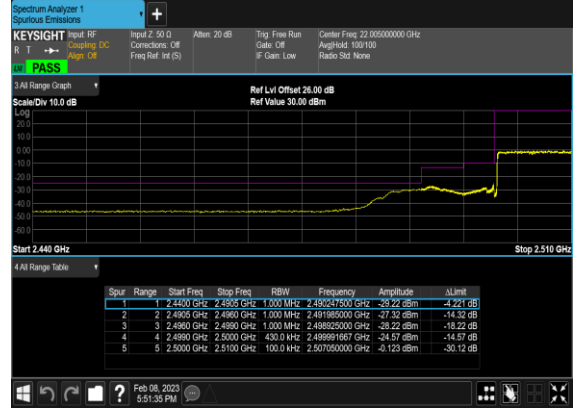 Spectrum Analyzer 1
Spurious Emissions
+
KEYSIGHT Input: RF Input Z: 50 Ω Atten: 20 dB Trig: Free Run Center Freq: 22.005000000 GHz
R T Coupling: DC Corrections: Off Gate: Off Avg|Hold: 100/100
Align: Off Freq Ref: Int (S) IF Gain: Low Radio Std: None
PASS
3 All Range Graph
Ref Lvl Offset 26.00 dB
Scale/Div 10.0 dB Ref Value 30.00 dBm
Log
20.0
10.0
0.00
-10.0
-20.0
-30.0
-40.0
-50.0
-60.0
Start 2.440 GHz Stop 2.510 GHz
4 All Range Table
Spur Range Start Freq Stop Freq RBW Frequency Amplitude ΔLimit
1 1 2.4400 GHz 2.4905 GHz 1.000 MHz 2.490247500 GHz -29.22 dBm -4.221 dB
2 2 2.4905 GHz 2.4960 GHz 1.000 MHz 2.491985000 GHz -27.32 dBm -14.32 dB
3 3 2.4960 GHz 2.4990 GHz 1.000 MHz 2.498925000 GHz -28.22 dBm -18.22 dB
4 4 2.4990 GHz 2.5000 GHz 430.0 kHz 2.499991667 GHz -24.57 dBm -14.57 dB
5 5 2.5000 GHz 2.5100 GHz 100.0 kHz 2.507050000 GHz -0.123 dBm -30.12 dB
? Feb 08, 2023
5:51:35 PM